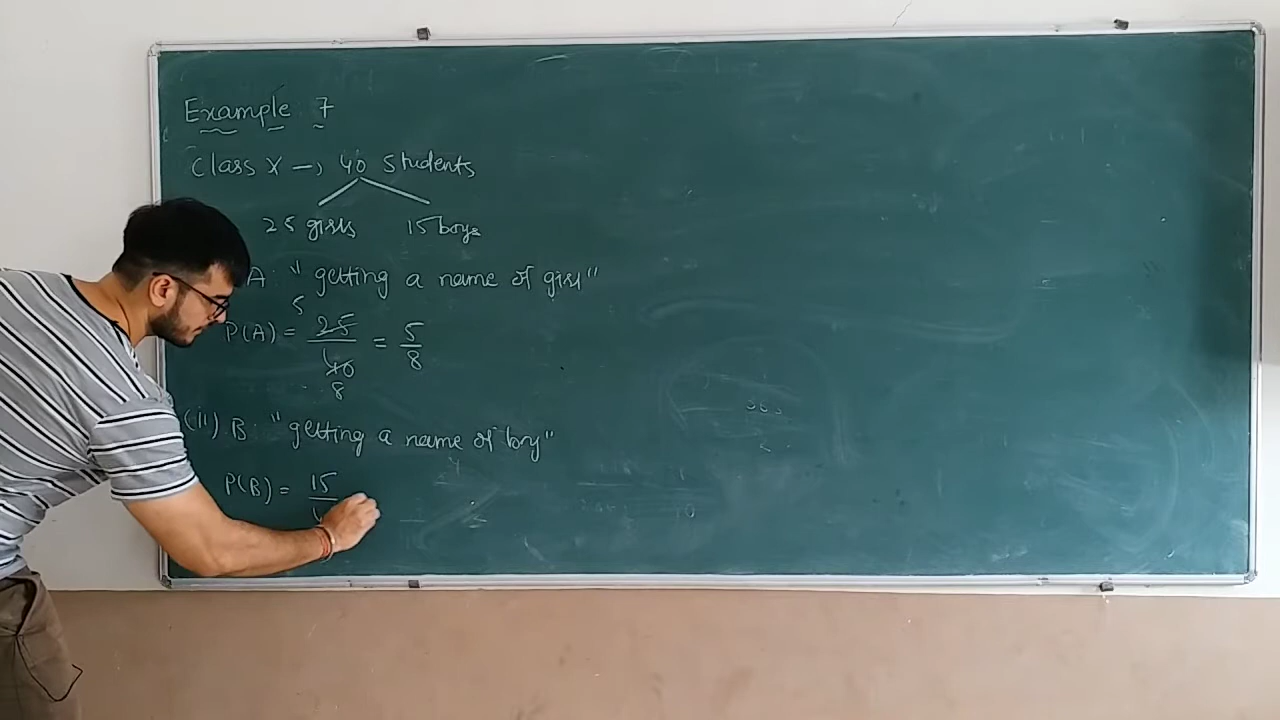 Example 7
Class X → 40 Students
25 girls 15 boys
A: "getting a name of girl"
P(A) = 25/40 = 5/8
5
8
(ii) B: "getting a name of boy"
P(B) = 15